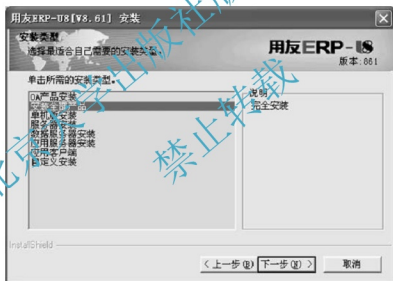 用友ERP-U8[V8.61] 安装
安装类型
选择最适合自己需要的安装类型。
用友ERP-U8
版本:861
单击所需的安装类型。
OA产品安装
说明
完全安装
单机版安装
服务器安装
数据服务器安装
应用服务器安装
应用客户端
自定义安装
InstallShield
<上一步(B) 下一步(N)> 取消
禁止转载